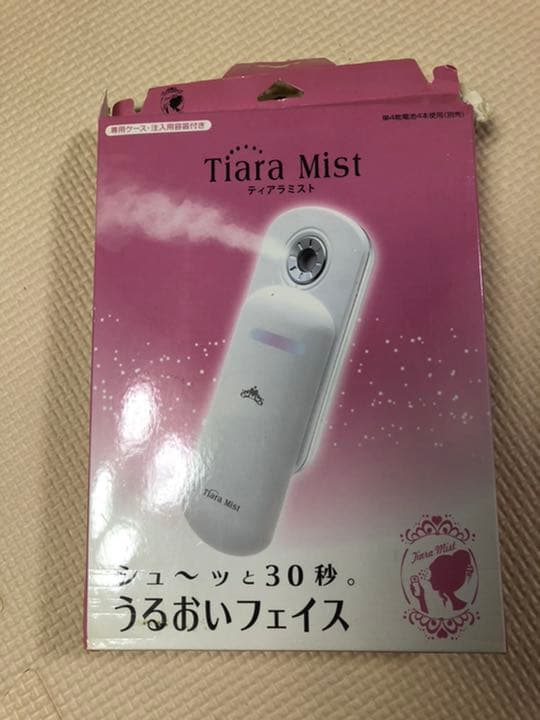 専用ケース・注入用容器付き
単4乾電池4本使用(別売)
Tiara Mist
ティアラミスト
Tiara Mist
シュ〜ッと30秒。
うるおいフェイス
Tiara Mist